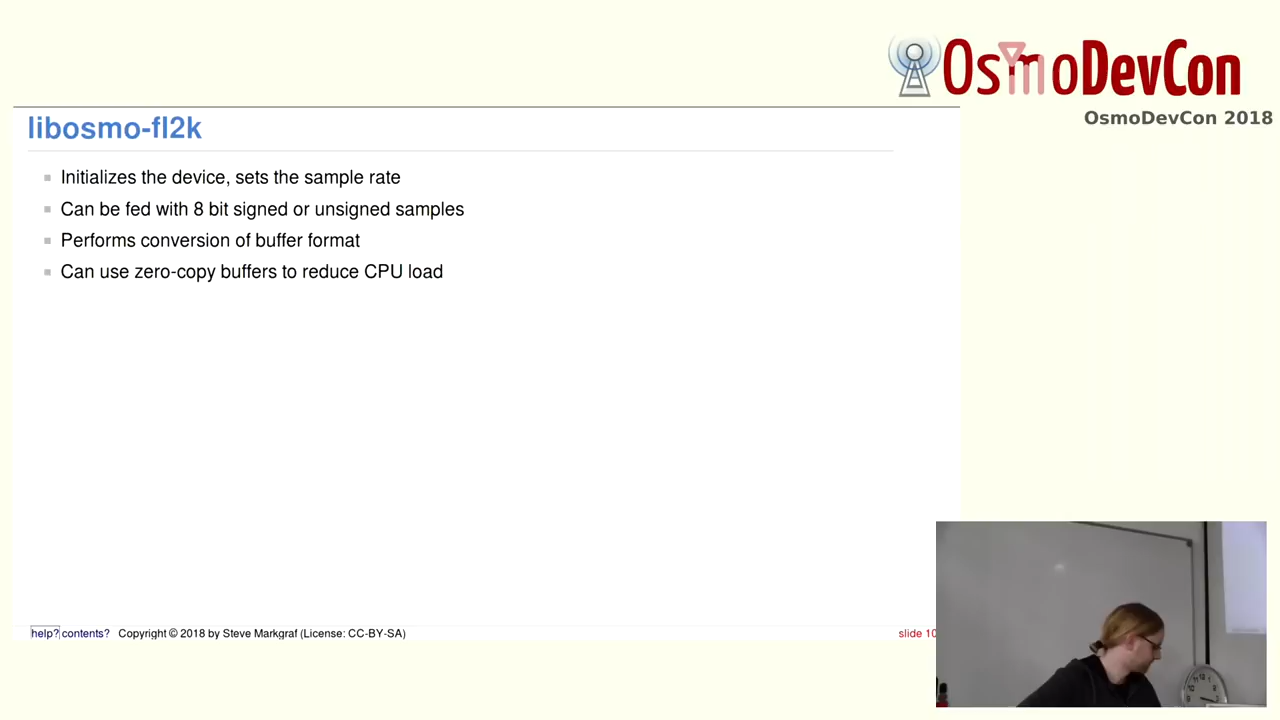 OsmoDevCon
OsmoDevCon 2018
libosmo-fl2k
Initializes the device, sets the sample rate
Can be fed with 8 bit signed or unsigned samples
Performs conversion of buffer format
Can use zero-copy buffers to reduce CPU load
help? contents? Copyright © 2018 by Steve Markgraf (License: CC-BY-SA)
slide 10